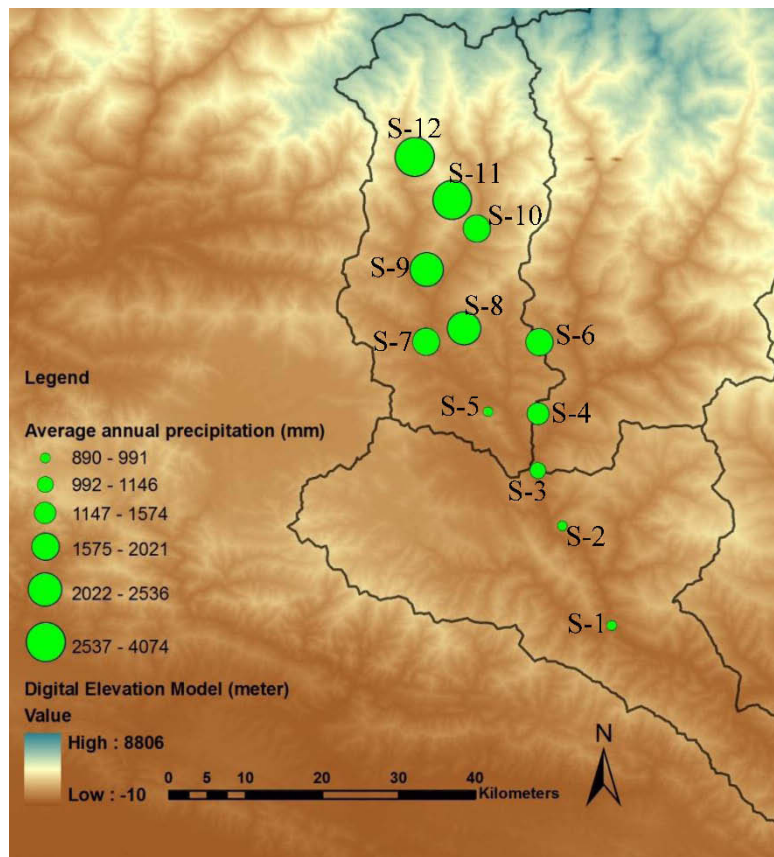 S-12
S-11
S-10
S-9
S-8
S-7
S-6
S-5
S-4
S-3
S-2
S-1
Legend
Average annual precipitation (mm)
890 - 991
992 - 1146
1147 - 1574
1575 - 2021
2022 - 2536
2537 - 4074
Digital Elevation Model (meter)
Value
High : 8806
Low : -10
0 5 10 20 30 40
Kilometers
N